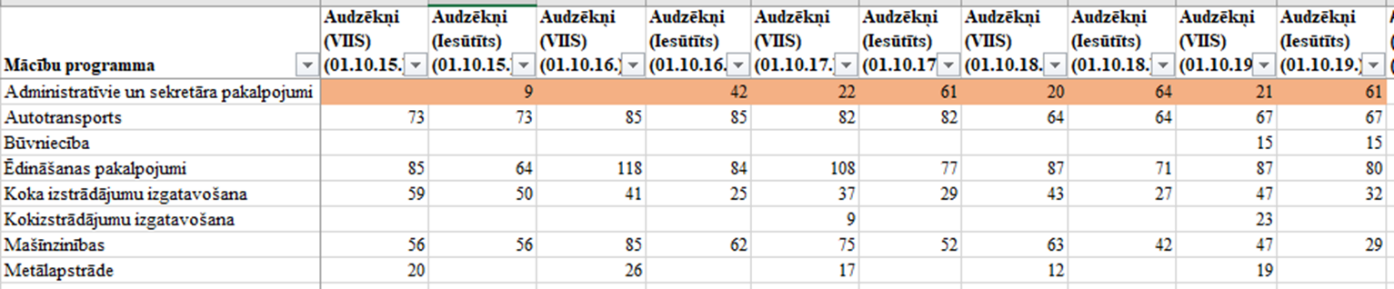 Mācību programma Audzēkņi (VIIS) (01.10.15. Audzēkņi (Iesūtīts) (01.10.15. Audzēkņi (VIIS) (01.10.16. Audzēkņi (Iesūtīts) (01.10.16. Audzēkņi (VIIS) (01.10.17. Audzēkņi (Iesūtīts) (01.10.17 Audzēkņi (VIIS) (01.10.18. Audzēkņi (Iesūtīts) (01.10.18. Audzēkņi (VIIS) (01.10.19 Audzēkņi (Iesūtīts) (01.10.19.
Administratīvie un sekretāra pakalpojumi 9 42 22 61 20 64 21 61
Autotransports 73 73 85 85 82 82 64 64 67 67
Būvniecība 15 15
Ēdināšanas pakalpojumi 85 64 118 84 108 77 87 71 87 80
Koka izstrādājumu izgatavošana 59 50 41 25 37 29 43 27 47 32
Kokizstrādājumu izgatavošana 9 23
Mašīnzinības 56 56 85 62 75 52 63 42 47 29
Metālapstrāde 20 26 17 12 19